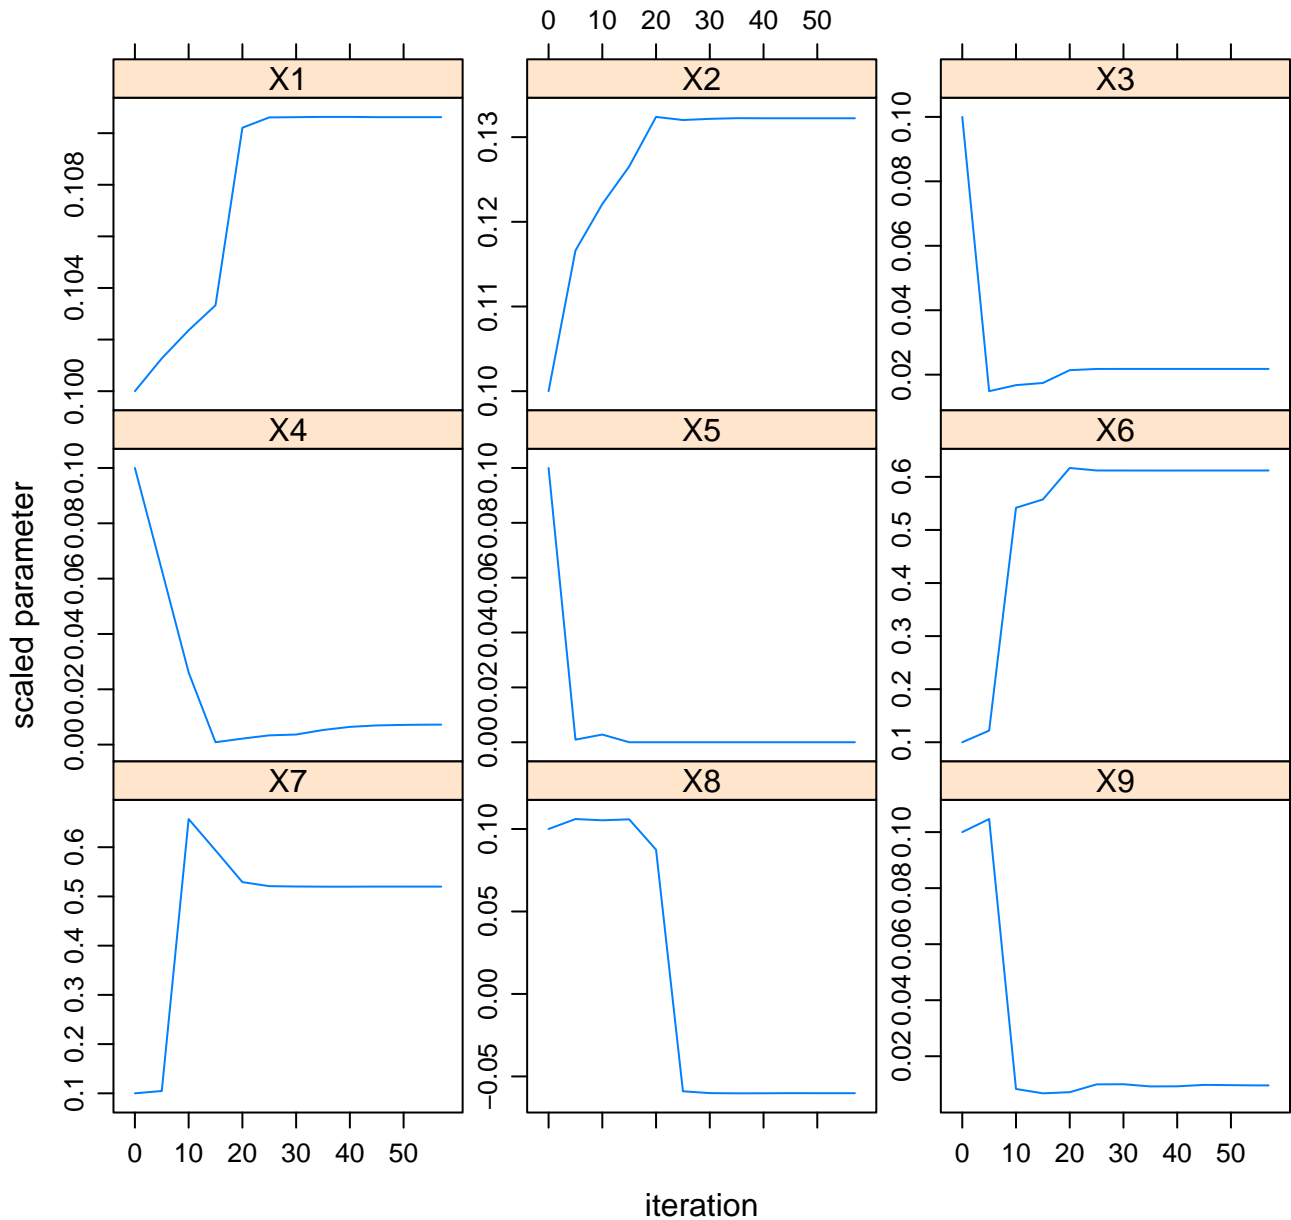 0 10 20 30 40 50
X1 X2 X3
0.100 0.104 0.108
0.10 0.11 0.12 0.13
0.02 0.04 0.06 0.08 0.10
X4 X5 X6
0.00 0.02 0.04 0.06 0.08 0.10
0.00 0.02 0.04 0.06 0.08 0.10
0.1 0.2 0.3 0.4 0.5 0.6
scaled parameter
X7 X8 X9
0.1 0.2 0.3 0.4 0.5 0.6
−0.05 0.00 0.05 0.10
0.02 0.04 0.06 0.08 0.10
0 10 20 30 40 50
0 10 20 30 40 50
iteration